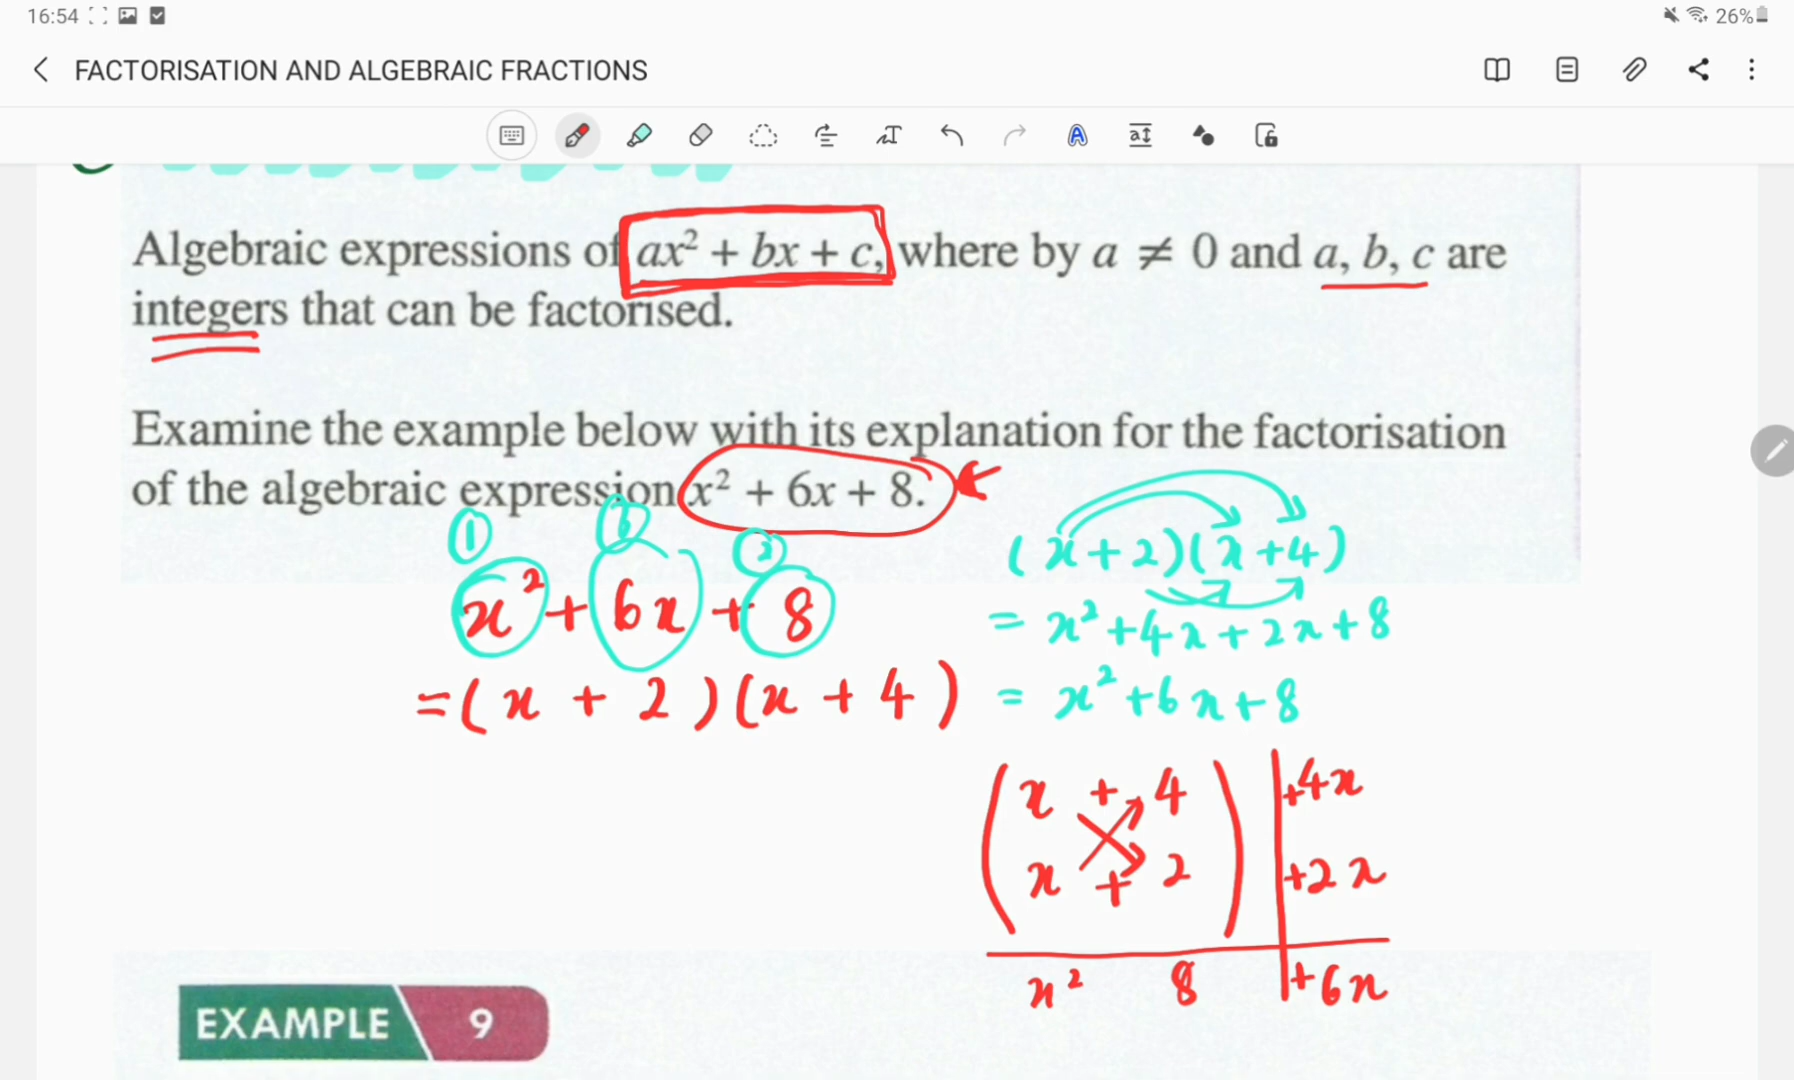 16:54
26%
FACTORISATION AND ALGEBRAIC FRACTIONS
Algebraic expressions of ax² + bx + c, where by a ≠ 0 and a, b, c are
integers that can be factorised.
Examine the example below with its explanation for the factorisation
of the algebraic expression x² + 6x + 8.
① ③ ②
x² + 6x + 8
= (x + 2)(x + 4)
(x+2)(x+4)
= x²+4x+2x+8
= x²+6x+8
x + 4 +4x
x + 2 +2x
x² 8 +6x
EXAMPLE 9